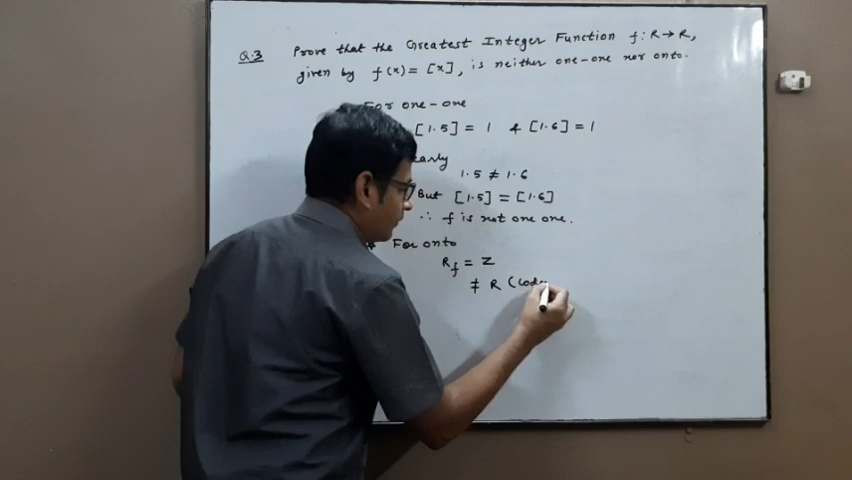 Q.3 Prove that the Greatest Integer Function f: R → R,
given by f(x) = [x], is neither one-one nor onto.
For one-one
[1.5] = 1 & [1.6] = 1
1.5 ≠ 1.6
But [1.5] = [1.6]
∴ f is not one one.
For onto
R_f = Z
≠ R (Cod